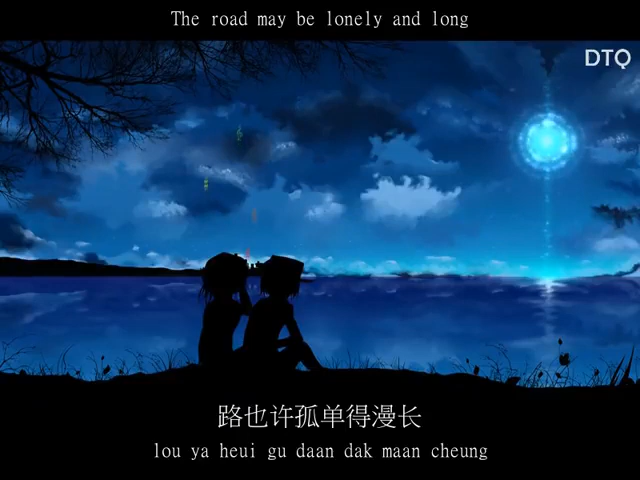 The road may be lonely and long
DTQ
路也许孤单得漫长
lou ya heui gu daan dak maan cheung